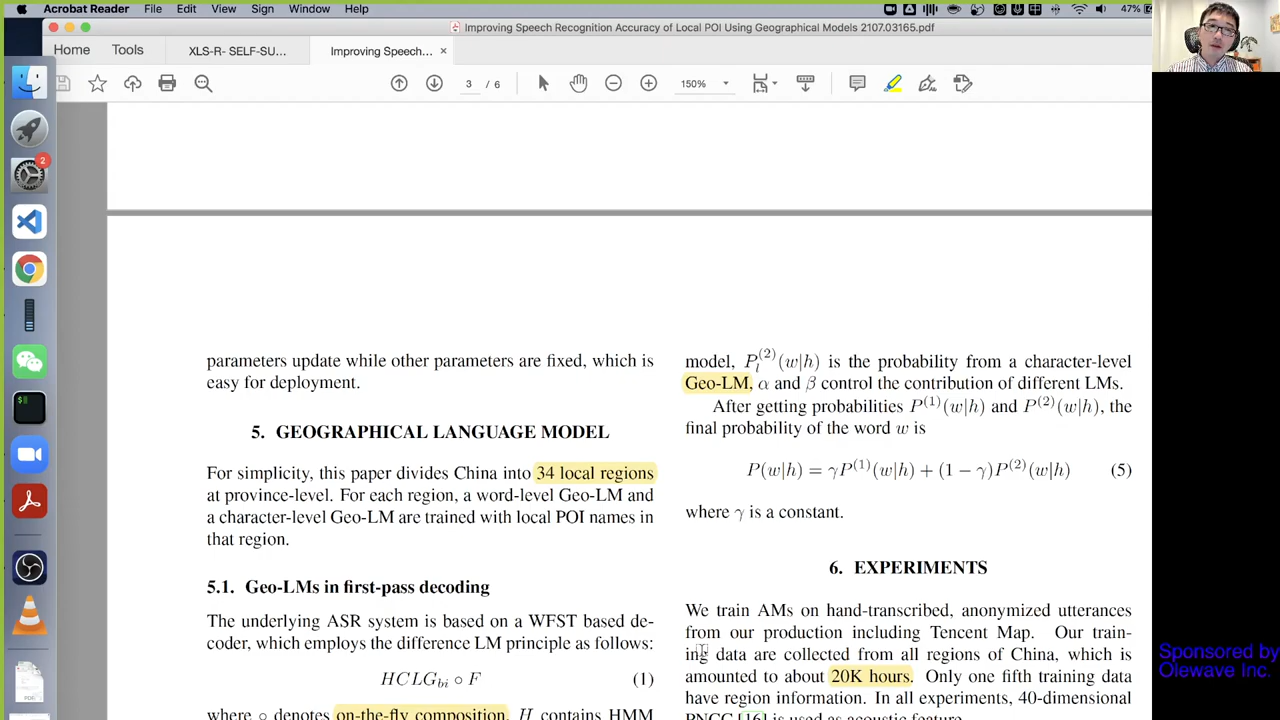 Acrobat Reader File Edit View Sign Window Help 47%
Improving Speech Recognition Accuracy of Local POI Using Geographical Models 2107.03165.pdf
Home Tools XLS-R- SELF-SU... Improving Speech... ×
3 / 6 150%
2
parameters update while other parameters are fixed, which is
easy for deployment.
5. GEOGRAPHICAL LANGUAGE MODEL
For simplicity, this paper divides China into 34 local regions
at province-level. For each region, a word-level Geo-LM and
a character-level Geo-LM are trained with local POI names in
that region.
5.1. Geo-LMs in first-pass decoding
The underlying ASR system is based on a WFST based de-
coder, which employs the difference LM principle as follows:
HCLG_{bi} ∘ F (1)
where ∘ denotes on-the-fly composition, H contains HMM
model, P_l^{(2)}(w|h) is the probability from a character-level
Geo-LM, α and β control the contribution of different LMs.
After getting probabilities P^{(1)}(w|h) and P^{(2)}(w|h), the
final probability of the word w is
P(w|h) = γP^{(1)}(w|h) + (1 − γ)P^{(2)}(w|h) (5)
where γ is a constant.
6. EXPERIMENTS
We train AMs on hand-transcribed, anonymized utterances
from our production including Tencent Map. Our train-
ing data are collected from all regions of China, which is
amounted to about 20K hours. Only one fifth training data
have region information. In all experiments, 40-dimensional
PNCC [16] is used as acoustic feature.
Sponsored by
Olewave Inc.